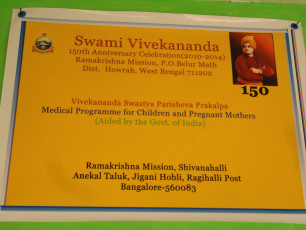 Swami Vivekananda
150th Anniversary Celebration(2010-2014)
Ramakrishna Mission, P.O.Belur Math
Dist. Howrah, West Bengal 711202
150
Vivekananda Swastya Parisheva Prakalpa
Medical Programme for Children and Pregnant Mothers
(Aided by the Govt. of India)
Ramakrishna Mission, Shivanahalli
Anekal Taluk, Jigani Hobli, Ragihalli Post
Bangalore-560083